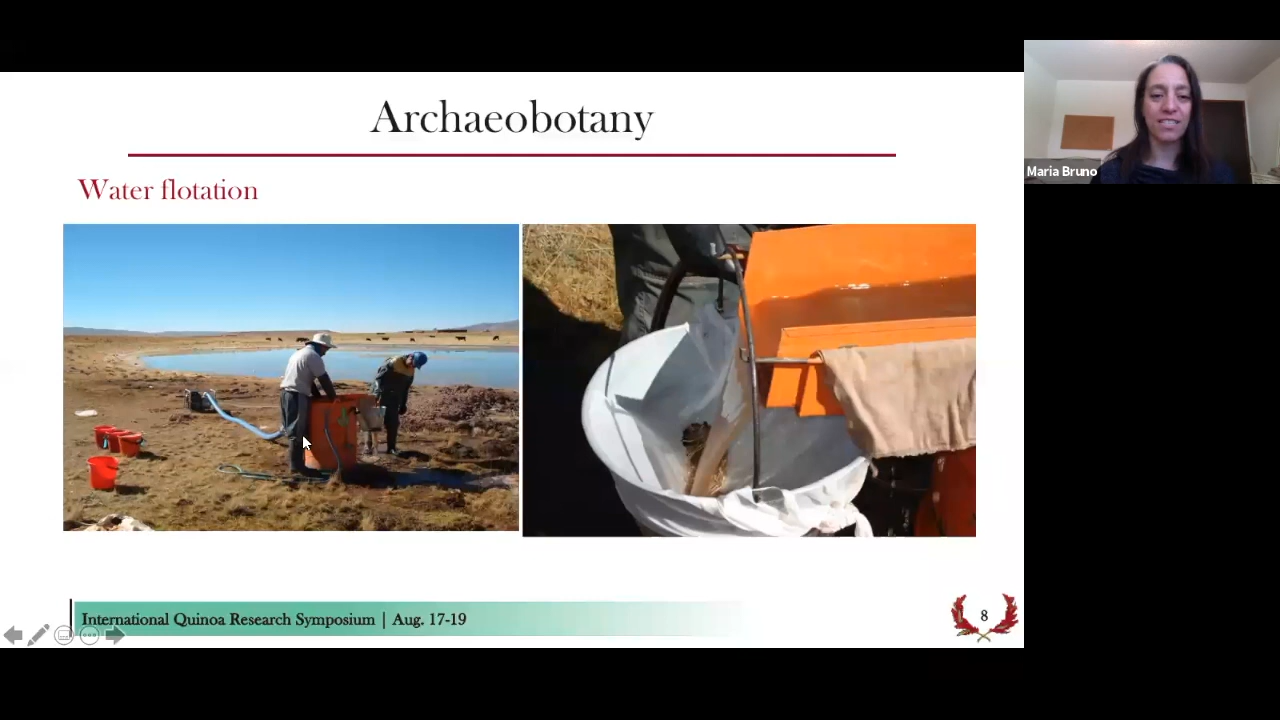 Archaeobotany
Maria Bruno
Water flotation
International Quinoa Research Symposium | Aug. 17-19
8